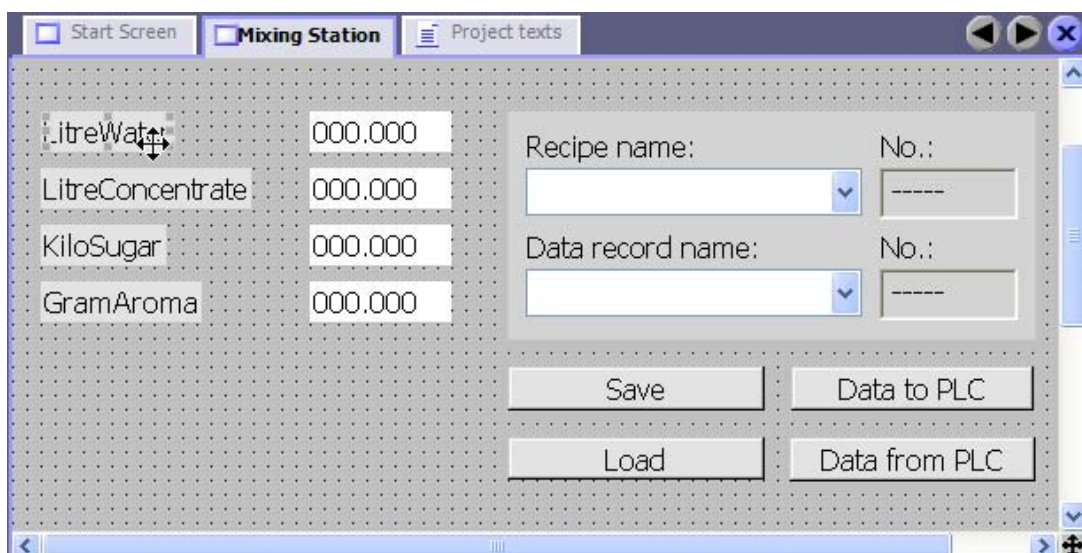 Start Screen
Mixing Station
Project texts
LitreWater
000.000
LitreConcentrate
000.000
KiloSugar
000.000
GramAroma
000.000
Recipe name:
No.:
-----
Data record name:
No.:
-----
Save
Data to PLC
Load
Data from PLC